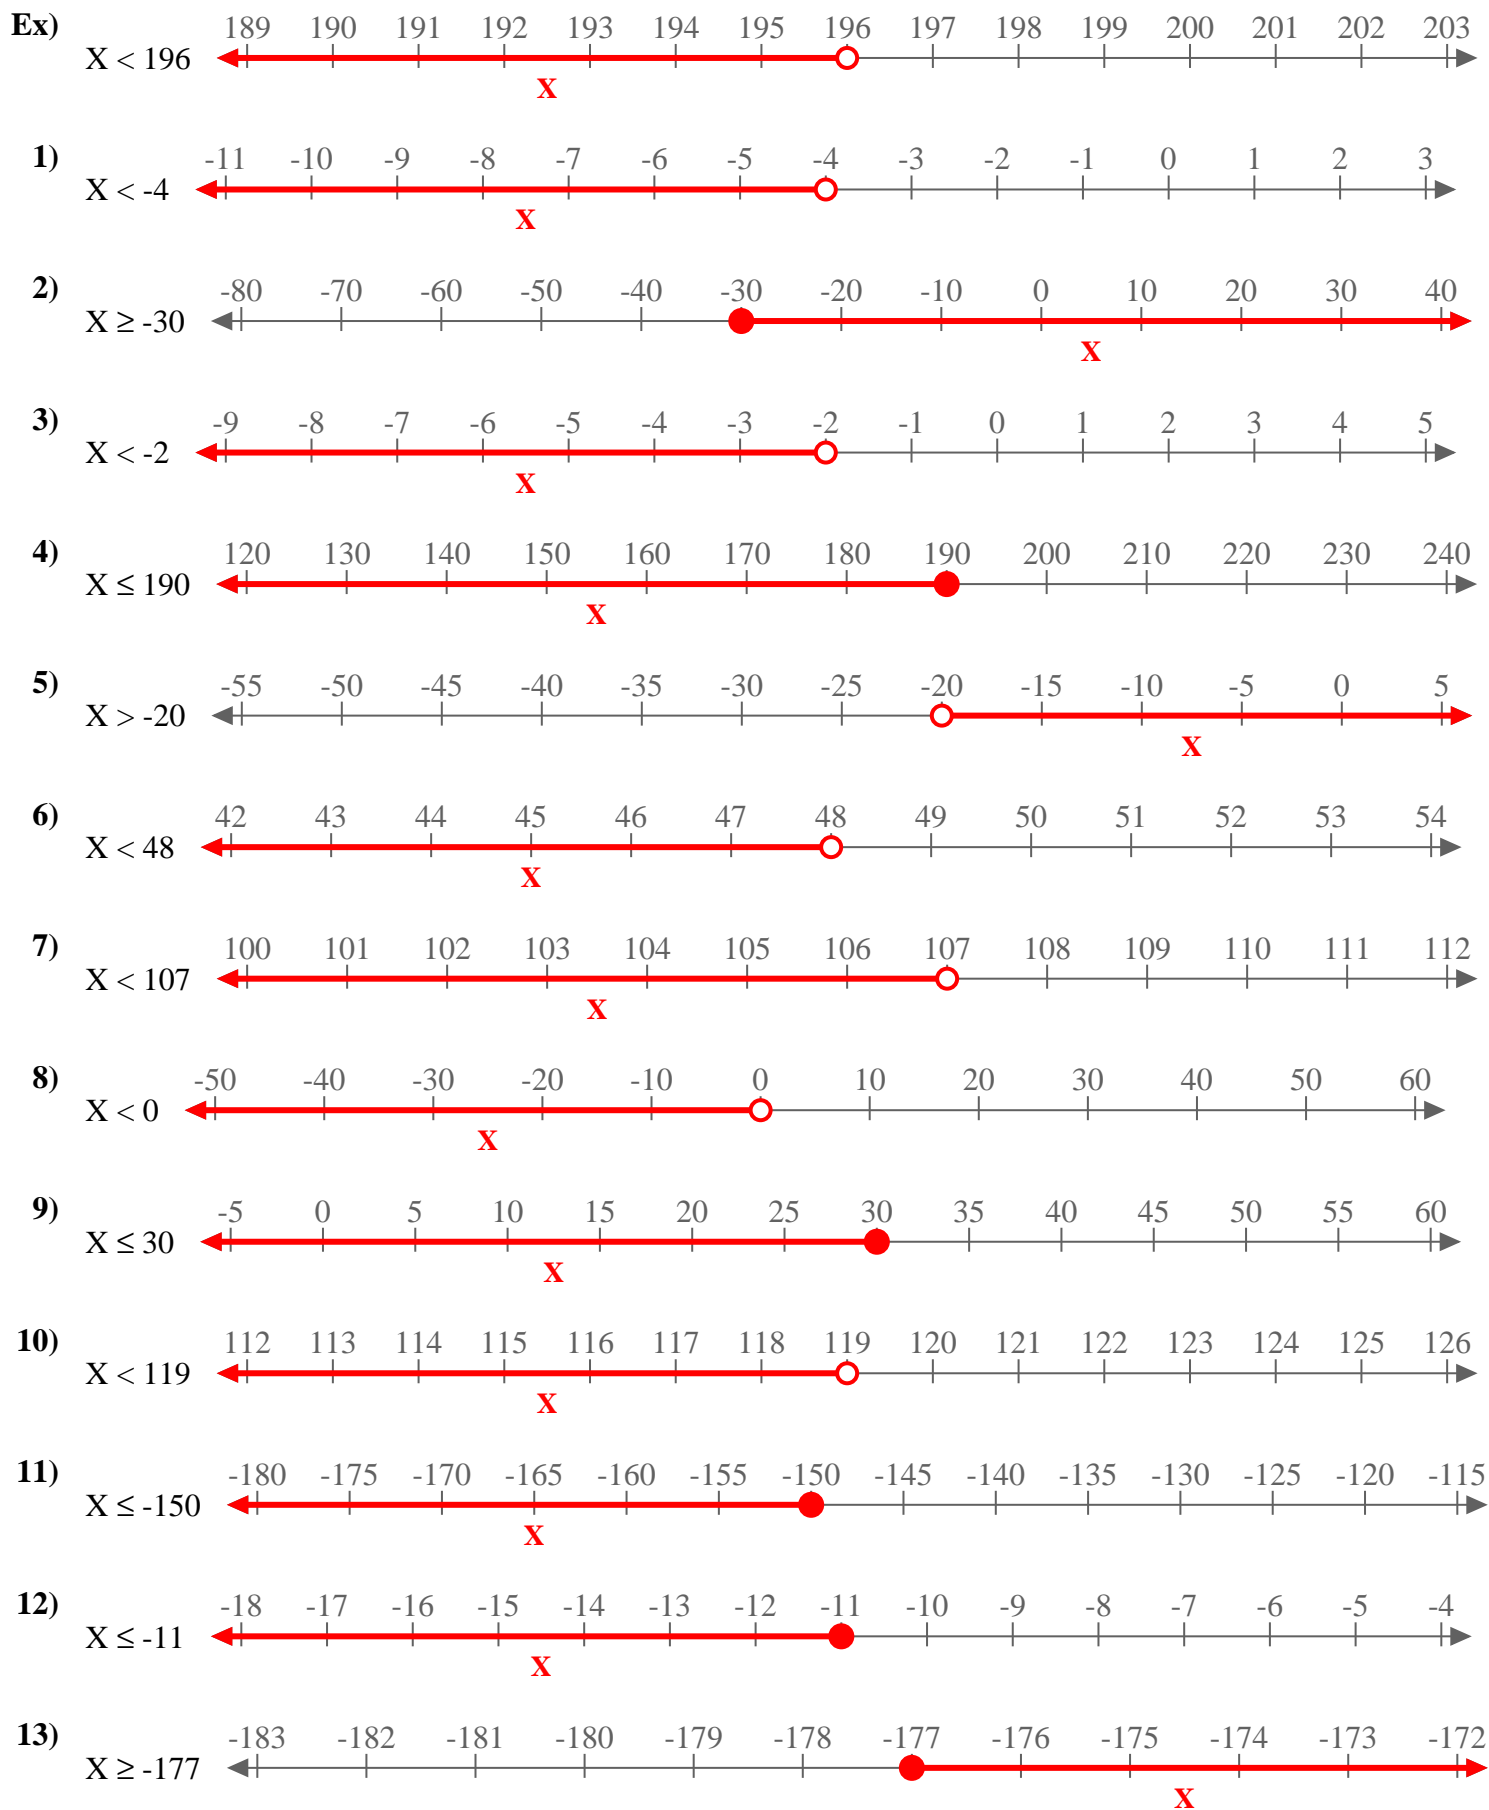 Ex) 189 190 191 192 193 194 195 196 197 198 199 200 201 202 203
X < 196
X
1) -11 -10 -9 -8 -7 -6 -5 -4 -3 -2 -1 0 1 2 3
X < -4
X
2) -80 -70 -60 -50 -40 -30 -20 -10 0 10 20 30 40
X ≥ -30
X
3) -9 -8 -7 -6 -5 -4 -3 -2 -1 0 1 2 3 4 5
X < -2
X
4) 120 130 140 150 160 170 180 190 200 210 220 230 240
X ≤ 190
X
5) -55 -50 -45 -40 -35 -30 -25 -20 -15 -10 -5 0 5
X > -20
X
6) 42 43 44 45 46 47 48 49 50 51 52 53 54
X < 48
X
7) 100 101 102 103 104 105 106 107 108 109 110 111 112
X < 107
X
8) -50 -40 -30 -20 -10 0 10 20 30 40 50 60
X < 0
X
9) -5 0 5 10 15 20 25 30 35 40 45 50 55 60
X ≤ 30
X
10) 112 113 114 115 116 117 118 119 120 121 122 123 124 125 126
X < 119
X
11) -180 -175 -170 -165 -160 -155 -150 -145 -140 -135 -130 -125 -120 -115
X ≤ -150
X
12) -18 -17 -16 -15 -14 -13 -12 -11 -10 -9 -8 -7 -6 -5 -4
X ≤ -11
X
13) -183 -182 -181 -180 -179 -178 -177 -176 -175 -174 -173 -172
X ≥ -177
X